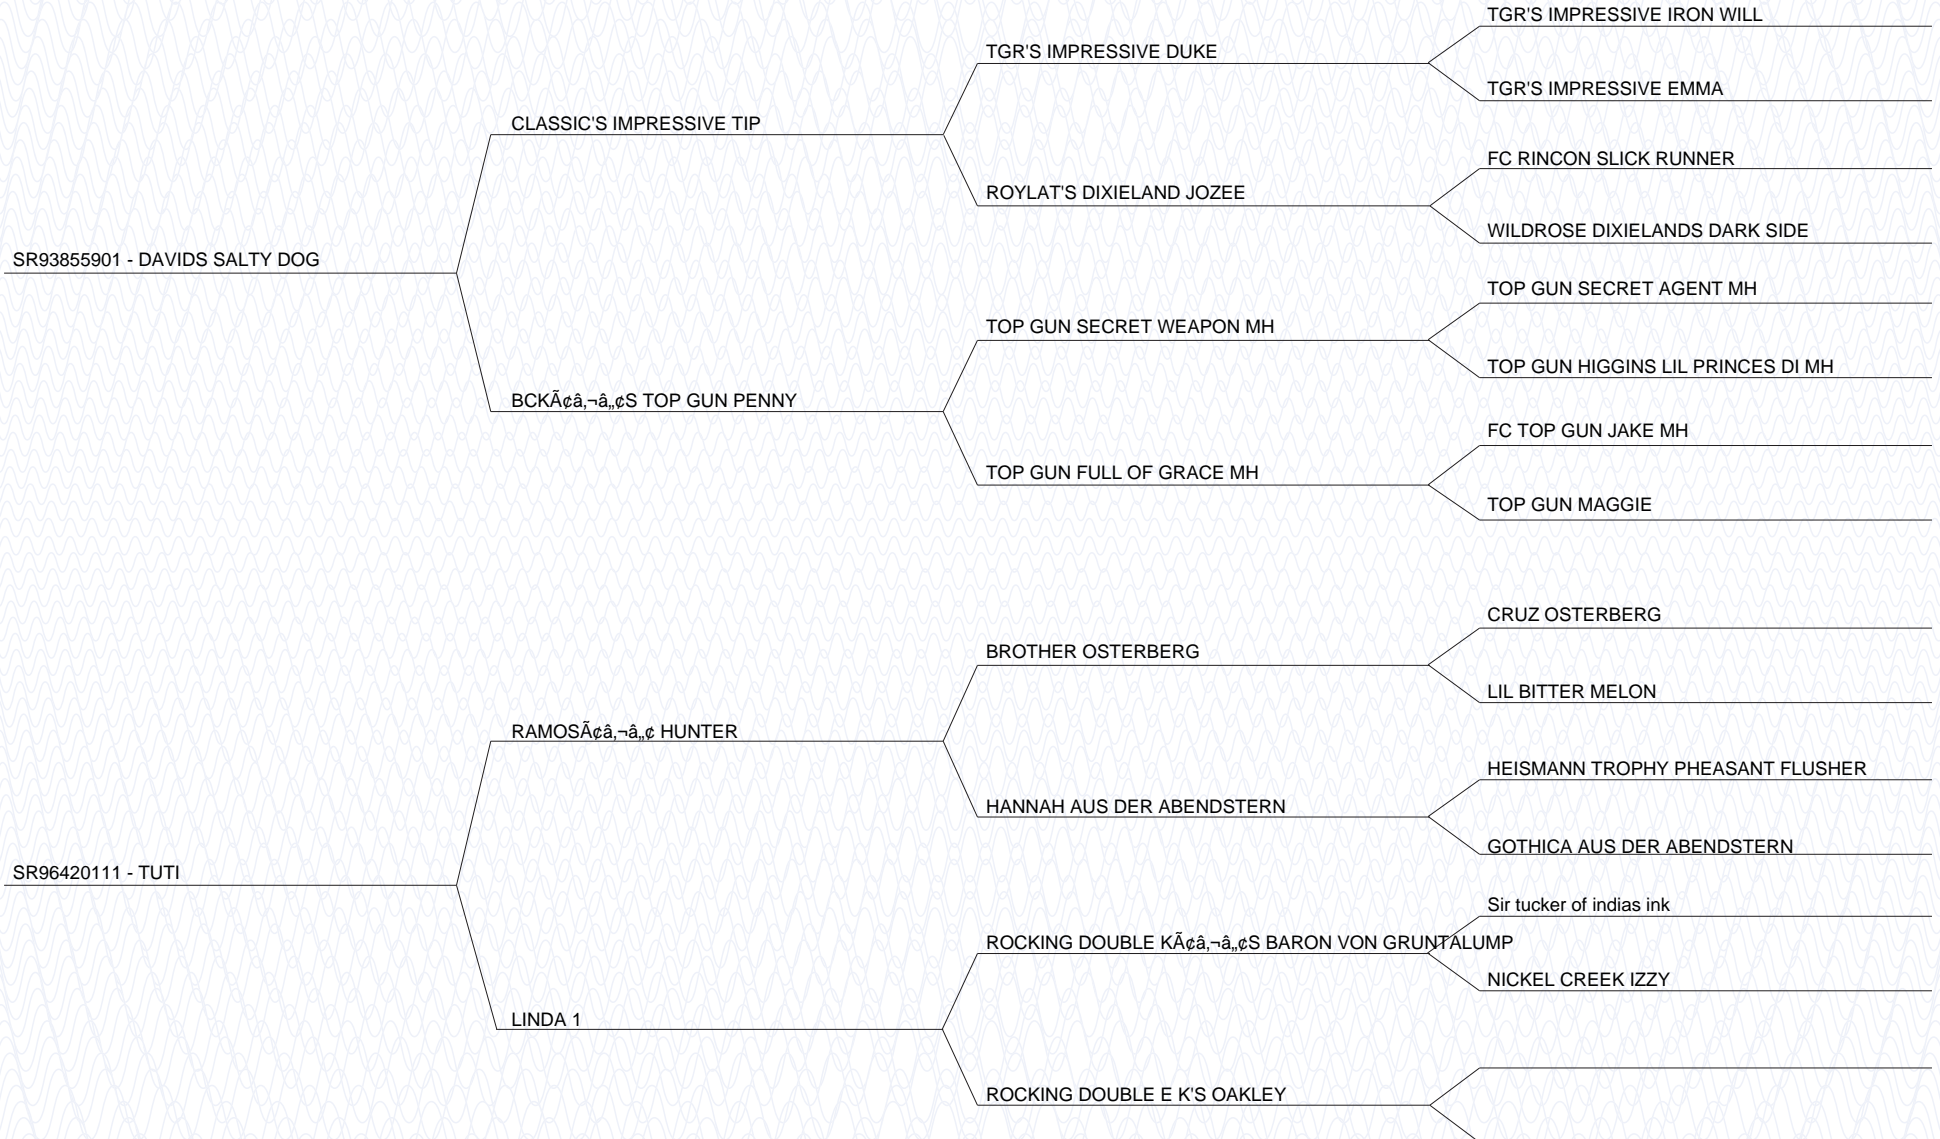 TGR'S IMPRESSIVE IRON WILL
TGR'S IMPRESSIVE DUKE
TGR'S IMPRESSIVE EMMA
CLASSIC'S IMPRESSIVE TIP
FC RINCON SLICK RUNNER
ROYLAT'S DIXIELAND JOZEE
WILDROSE DIXIELANDS DARK SIDE
SR93855901 - DAVIDS SALTY DOG
TOP GUN SECRET AGENT MH
TOP GUN SECRET WEAPON MH
TOP GUN HIGGINS LIL PRINCES DI MH
BCKÃ¢â‚¬â„¢S TOP GUN PENNY
FC TOP GUN JAKE MH
TOP GUN FULL OF GRACE MH
TOP GUN MAGGIE
CRUZ OSTERBERG
BROTHER OSTERBERG
LIL BITTER MELON
RAMOSÃ¢â‚¬â„¢ HUNTER
HEISMANN TROPHY PHEASANT FLUSHER
HANNAH AUS DER ABENDSTERN
GOTHICA AUS DER ABENDSTERN
SR96420111 - TUTI
Sir tucker of indias ink
ROCKING DOUBLE KÃ¢â‚¬â„¢S BARON VON GRUNTALUMP
NICKEL CREEK IZZY
LINDA 1
ROCKING DOUBLE E K'S OAKLEY